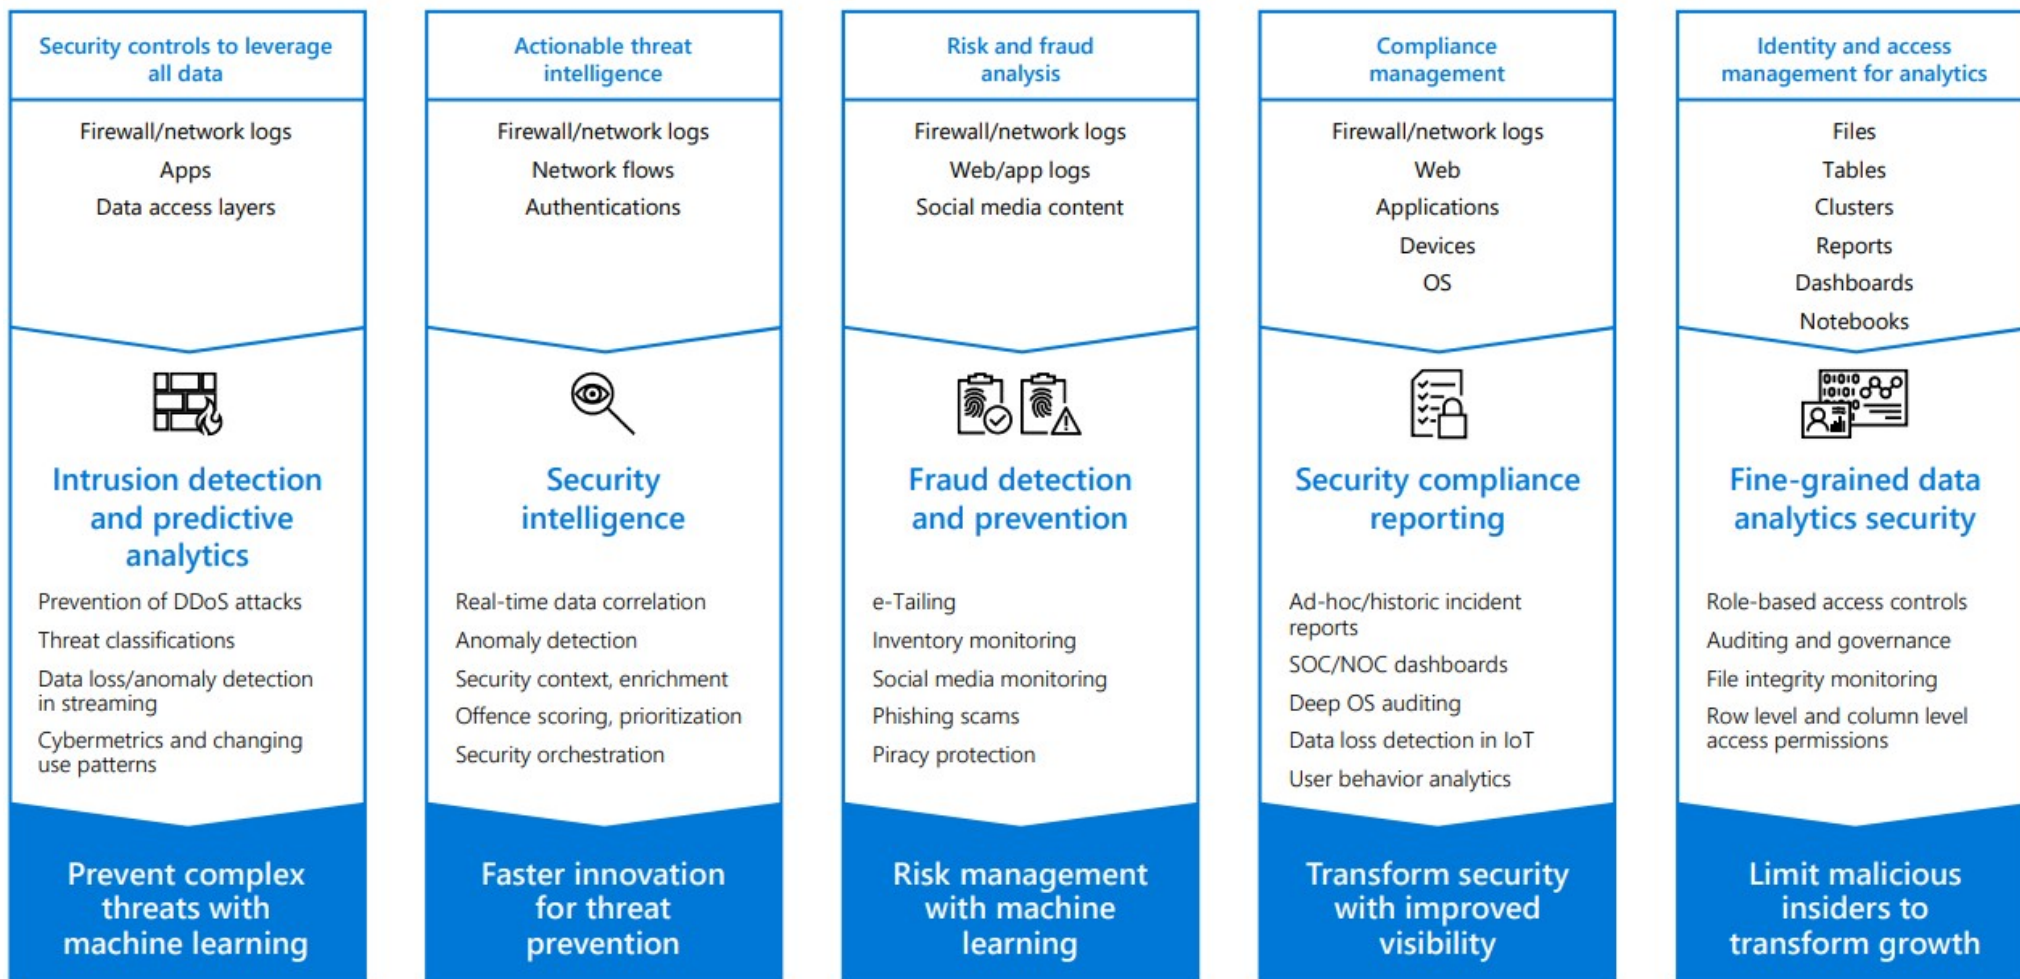 Security controls to leverage
all data
Firewall/network logs
Apps
Data access layers
Intrusion detection
and predictive
analytics
Prevention of DDoS attacks
Threat classifications
Data loss/anomaly detection
in streaming
Cybermetrics and changing
use patterns
Prevent complex
threats with
machine learning
Actionable threat
intelligence
Firewall/network logs
Network flows
Authentications
Security
intelligence
Real-time data correlation
Anomaly detection
Security context, enrichment
Offence scoring, prioritization
Security orchestration
Faster innovation
for threat
prevention
Risk and fraud
analysis
Firewall/network logs
Web/app logs
Social media content
Fraud detection
and prevention
e-Tailing
Inventory monitoring
Social media monitoring
Phishing scams
Piracy protection
Risk management
with machine
learning
Compliance
management
Firewall/network logs
Web
Applications
Devices
OS
Security compliance
reporting
Ad-hoc/historic incident
reports
SOC/NOC dashboards
Deep OS auditing
Data loss detection in IoT
User behavior analytics
Transform security
with improved
visibility
Identity and access
management for analytics
Files
Tables
Clusters
Reports
Dashboards
Notebooks
Fine-grained data
analytics security
Role-based access controls
Auditing and governance
File integrity monitoring
Row level and column level
access permissions
Limit malicious
insiders to
transform growth